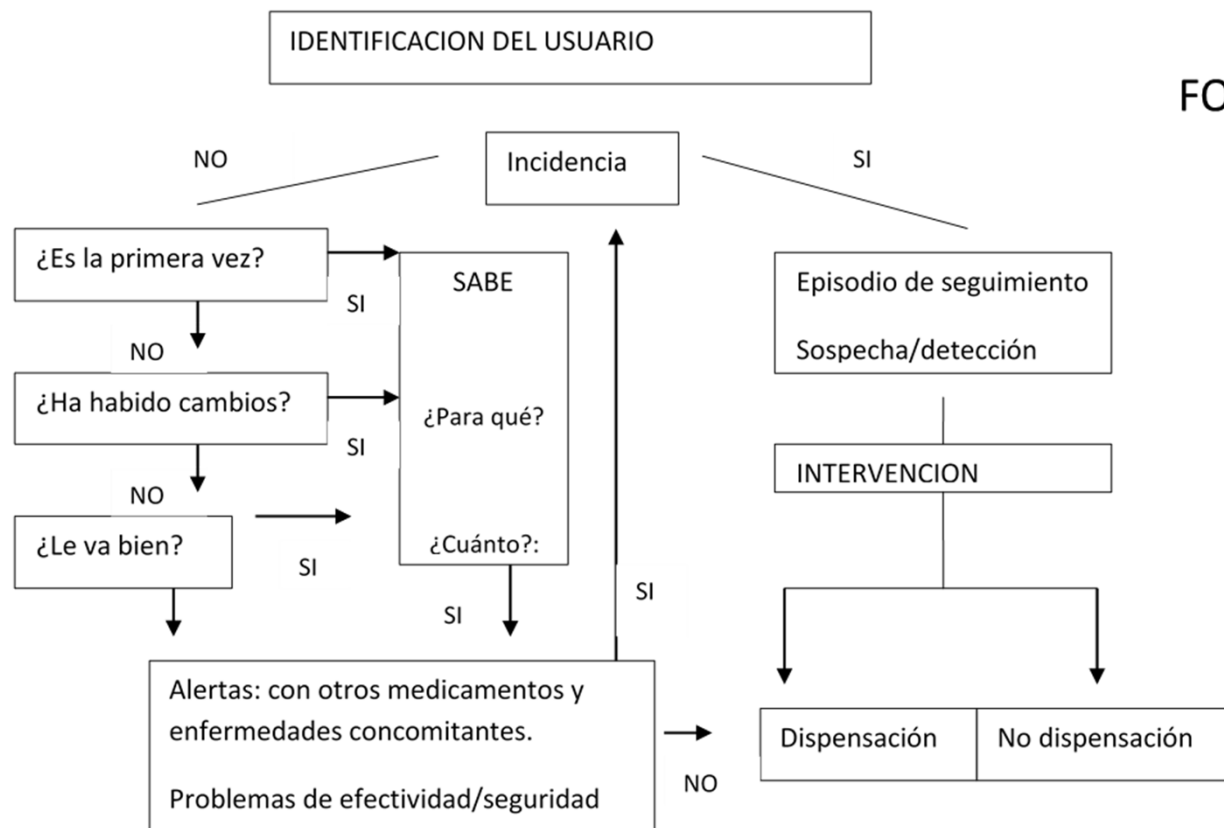 IDENTIFICACION DEL USUARIO
FO
NO
Incidencia
SI
¿Es la primera vez?
SI
NO
¿Ha habido cambios?
SI
NO
¿Le va bien?
SI
SABE
¿Para qué?
¿Cuánto?:
SI
SI
Episodio de seguimiento
Sospecha/detección
INTERVENCION
Alertas: con otros medicamentos y
enfermedades concomitantes.
Problemas de efectividad/seguridad
NO
Dispensación
No dispensación